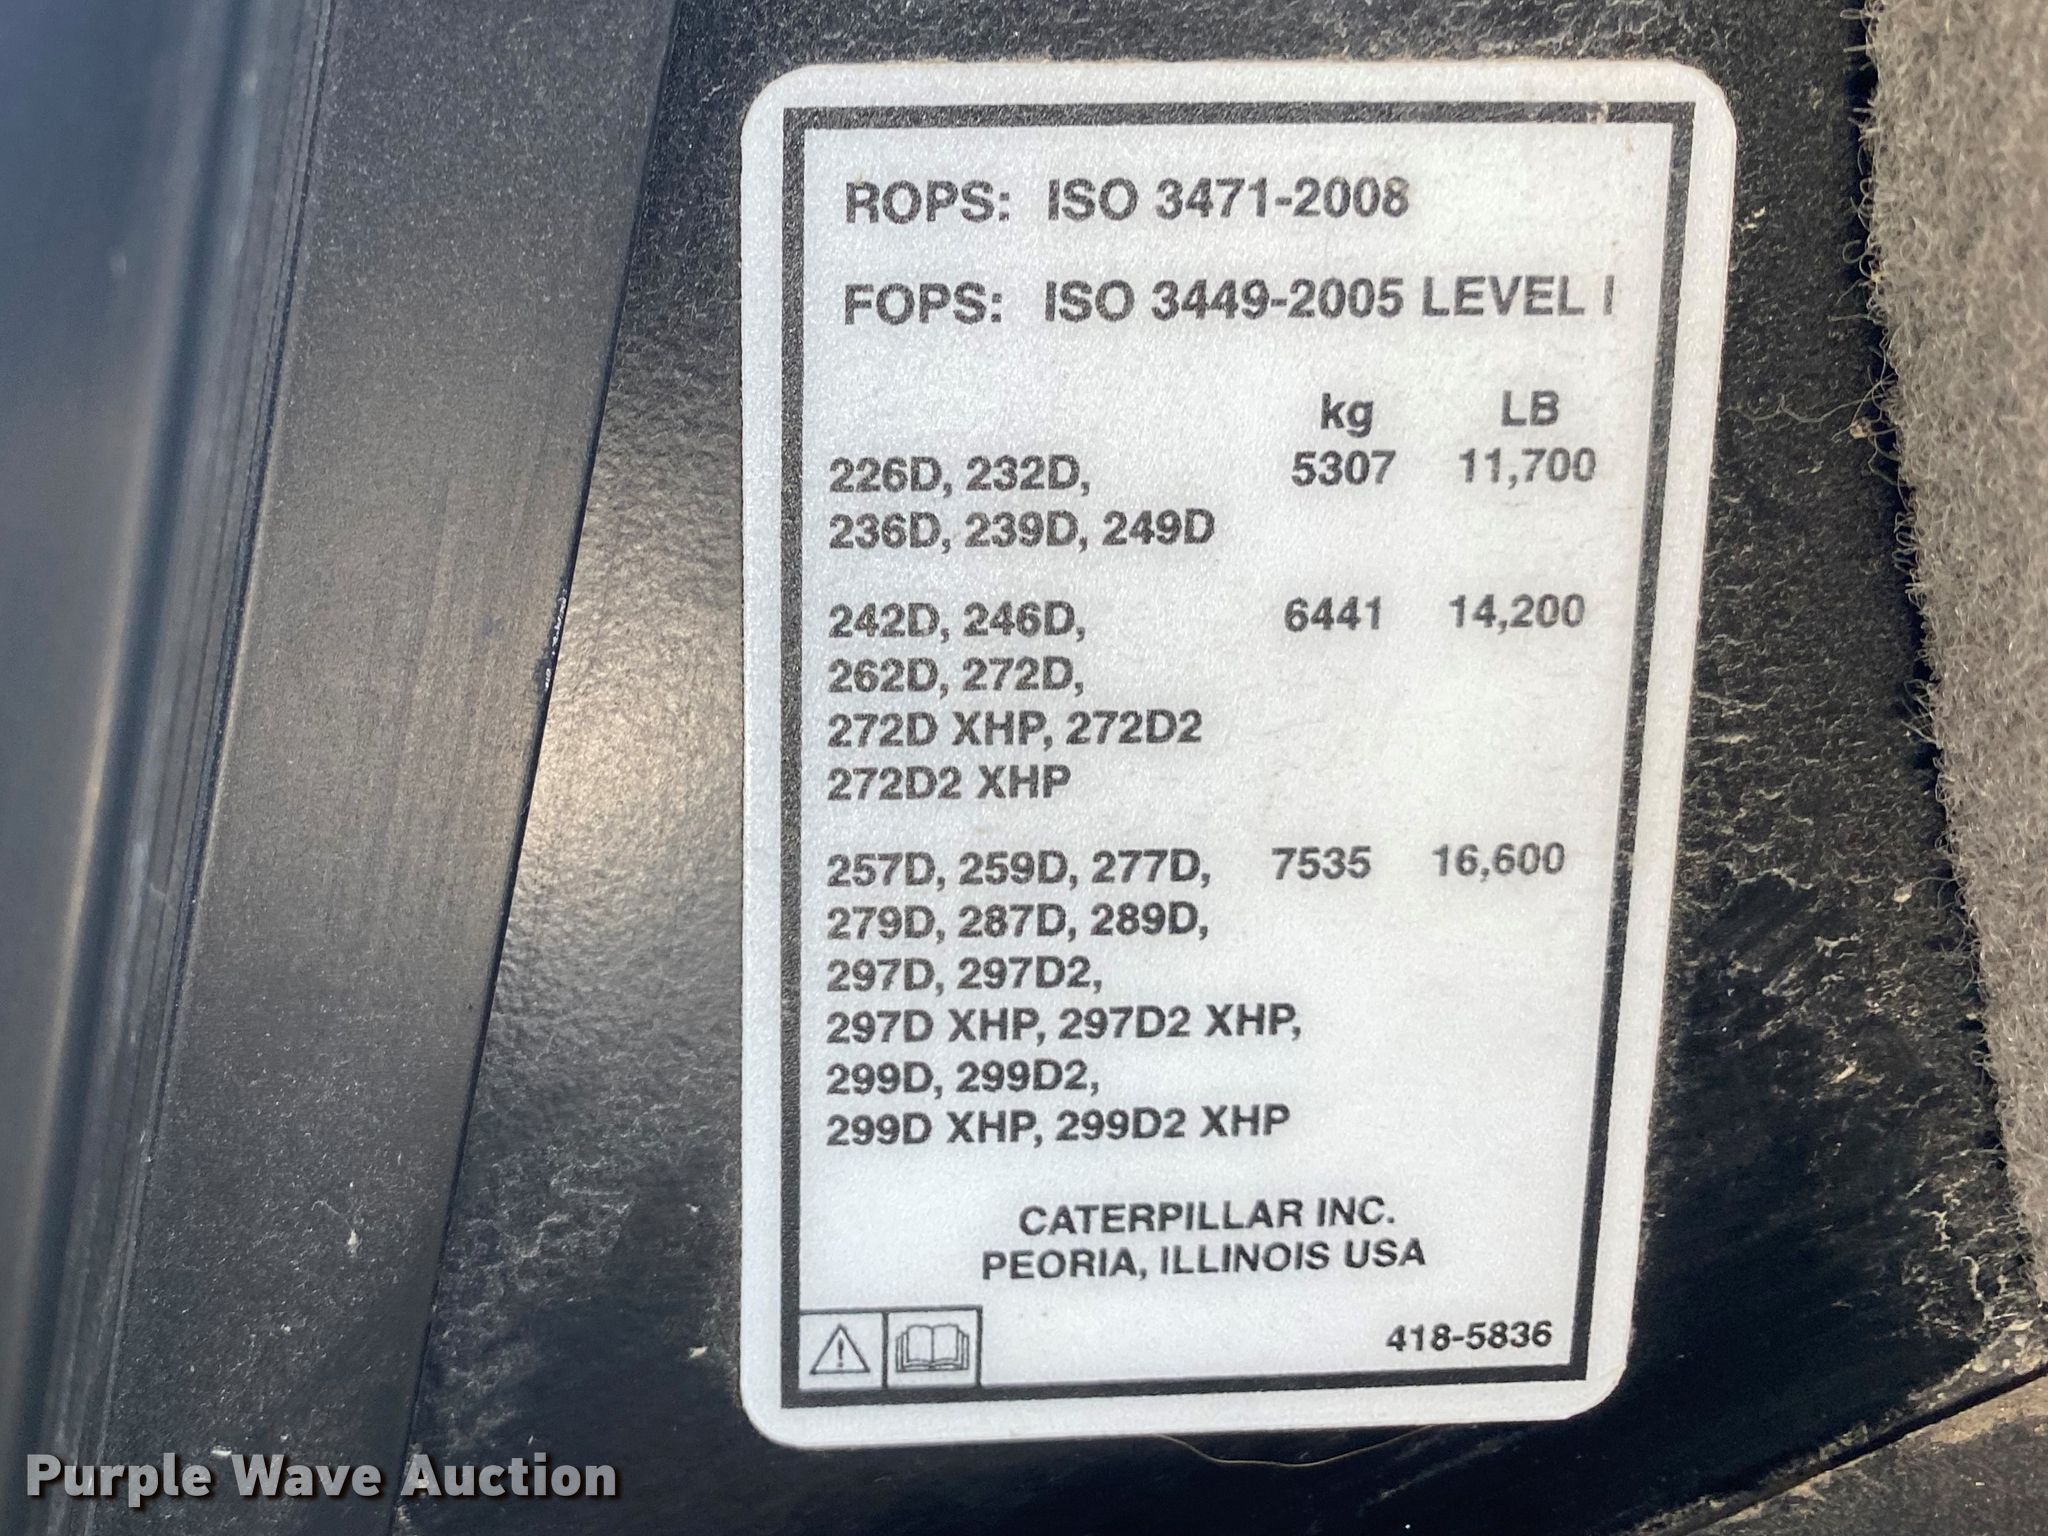 ROPS: ISO 3471-2008
FOPS: ISO 3449-2005 LEVEL I
kg LB
226D, 232D, 5307 11,700
236D, 239D, 249D
242D, 246D, 6441 14,200
262D, 272D,
272D XHP, 272D2
272D2 XHP
257D, 259D, 277D, 7535 16,600
279D, 287D, 289D,
297D, 297D2,
297D XHP, 297D2 XHP,
299D, 299D2,
299D XHP, 299D2 XHP
CATERPILLAR INC.
PEORIA, ILLINOIS USA
418-5836
Purple Wave Auction